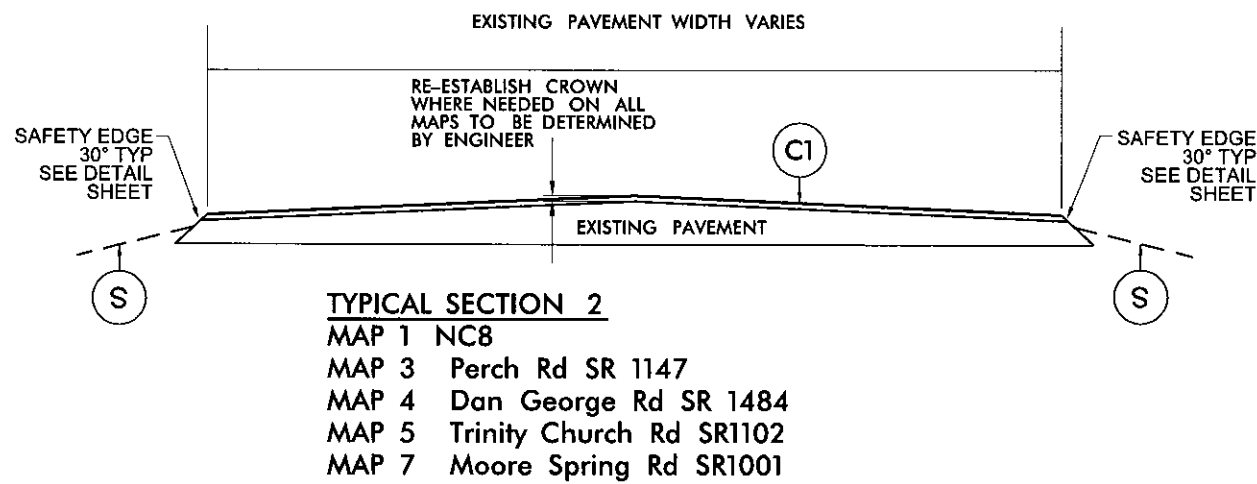 EXISTING PAVEMENT WIDTH VARIES
RE-ESTABLISH CROWN
WHERE NEEDED ON ALL
MAPS TO BE DETERMINED
BY ENGINEER
SAFETY EDGE
30° TYP
SEE DETAIL
SHEET
C1
SAFETY EDGE
30° TYP
SEE DETAIL
SHEET
EXISTING PAVEMENT
S
S
TYPICAL SECTION 2
MAP 1 NC8
MAP 3 Perch Rd SR 1147
MAP 4 Dan George Rd SR 1484
MAP 5 Trinity Church Rd SR1102
MAP 7 Moore Spring Rd SR1001